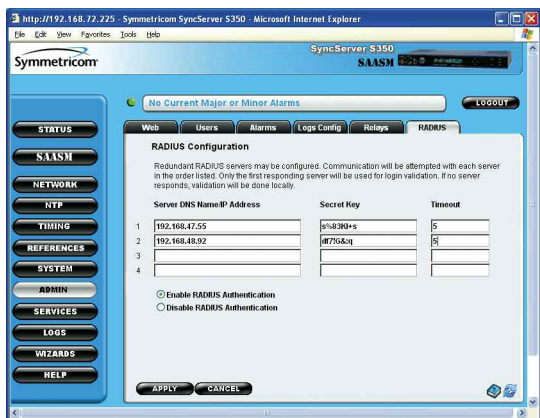 http://192.168.72.225 - Symmetricom SyncServer S350 - Microsoft Internet Explorer
File Edit View Favorites Tools Help
Symmetricom
SyncServer S350
SAASM
No Current Major or Minor Alarms
LOGOUT
STATUS
SAASM
NETWORK
NTP
TIMING
REFERENCES
SYSTEM
ADMIN
SERVICES
LOGS
WIZARDS
HELP
Web Users Alarms Logs Config Relays RADIUS
RADIUS Configuration
Redundant RADIUS servers may be configured. Communication will be attempted with each server
in the order listed. Only the first responding server will be used for login validation. If no server
responds, validation will be done locally.
Server DNS Name/IP Address Secret Key Timeout
1 192.168.47.55 s%83Kl+s 5
2 192.168.48.92 df7!G&:q 5
3
4
Enable RADIUS Authentication
Disable RADIUS Authentication
APPLY CANCEL